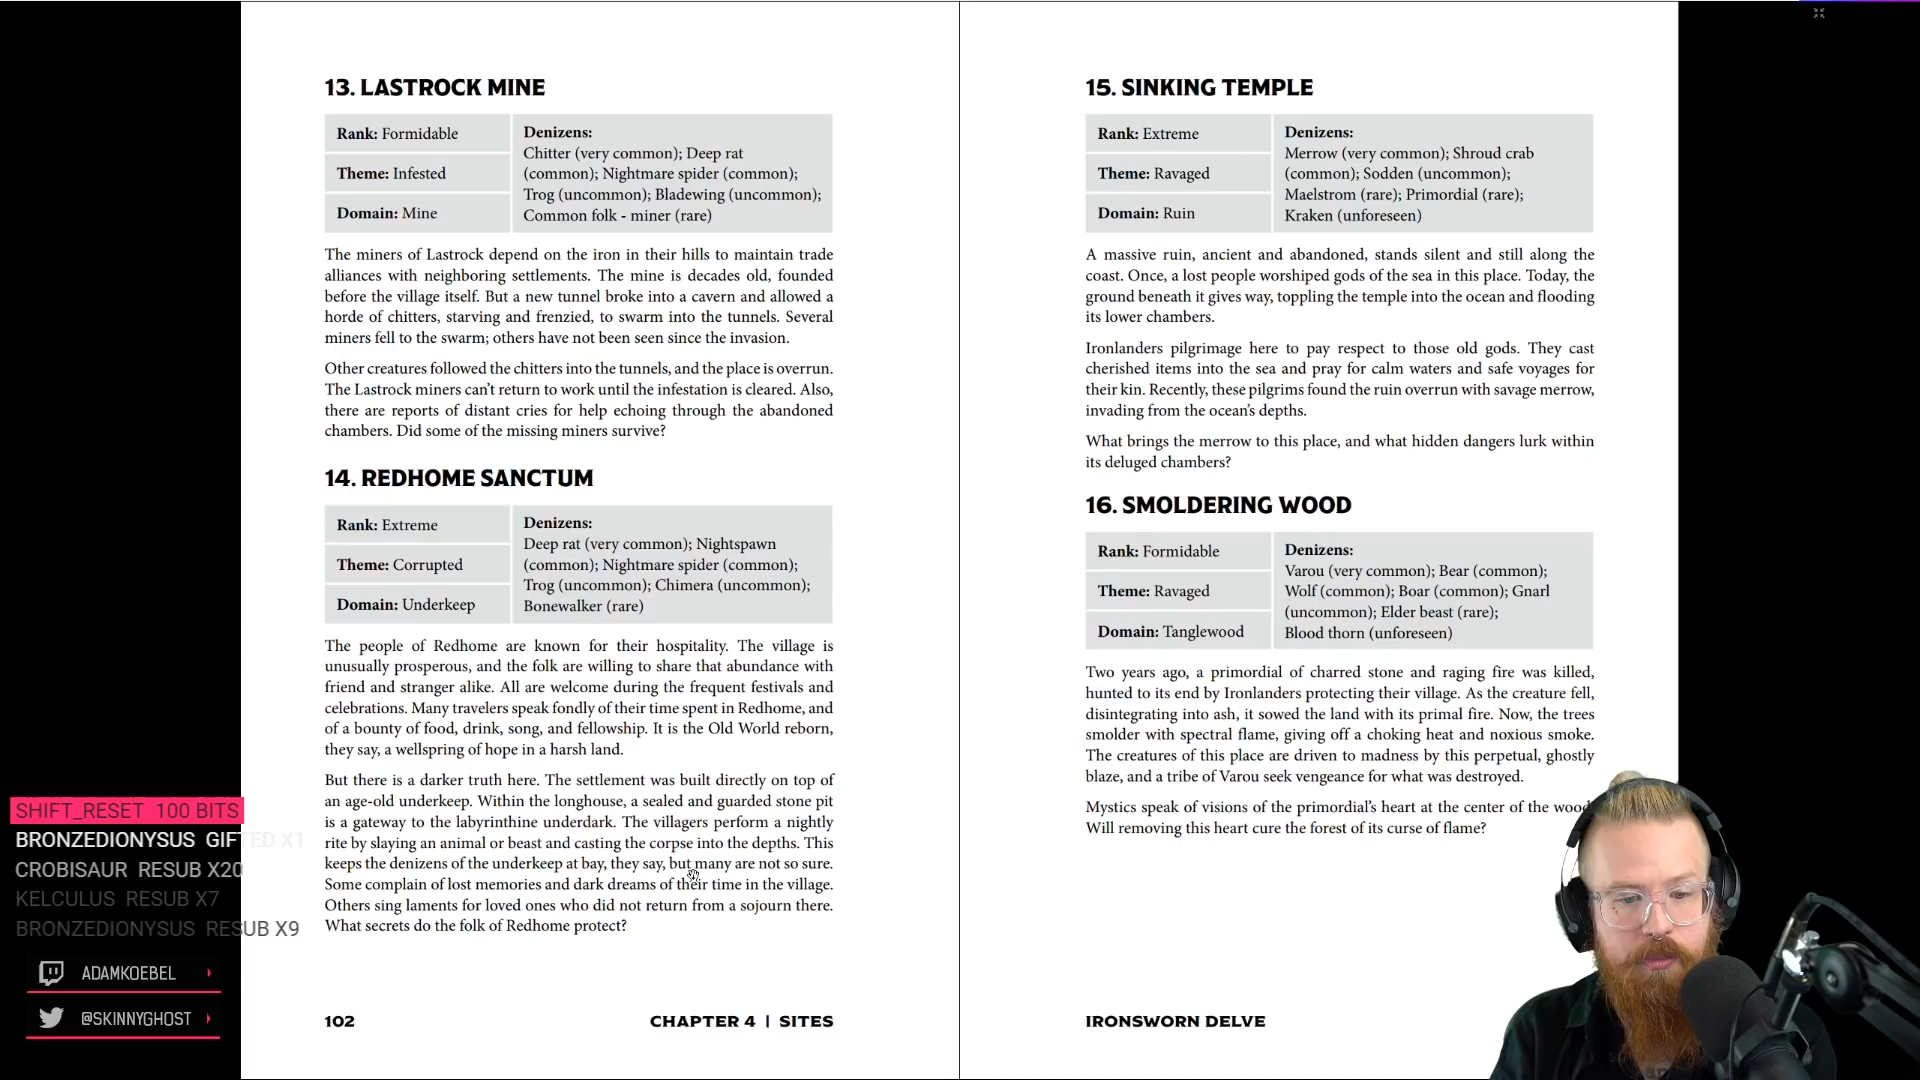 13. LASTROCK MINE
Rank: Formidable
Theme: Infested
Domain: Mine
Denizens:
Chitter (very common); Deep rat
(common); Nightmare spider (common);
Trog (uncommon); Bladewing (uncommon);
Common folk - miner (rare)
The miners of Lastrock depend on the iron in their hills to maintain trade
alliances with neighboring settlements. The mine is decades old, founded
before the village itself. But a new tunnel broke into a cavern and allowed a
horde of chitters, starving and frenzied, to swarm into the tunnels. Several
miners fell to the swarm; others have not been seen since the invasion.
Other creatures followed the chitters into the tunnels, and the place is overrun.
The Lastrock miners can't return to work until the infestation is cleared. Also,
there are reports of distant cries for help echoing through the abandoned
chambers. Did some of the missing miners survive?
14. REDHOME SANCTUM
Rank: Extreme
Theme: Corrupted
Domain: Underkeep
Denizens:
Deep rat (very common); Nightspawn
(common); Nightmare spider (common);
Trog (uncommon); Chimera (uncommon);
Bonewalker (rare)
The people of Redhome are known for their hospitality. The village is
unusually prosperous, and the folk are willing to share that abundance with
friend and stranger alike. All are welcome during the frequent festivals and
celebrations. Many travelers speak fondly of their time spent in Redhome, and
of a bounty of food, drink, song, and fellowship. It is the Old World reborn,
they say, a wellspring of hope in a harsh land.
But there is a darker truth here. The settlement was built directly on top of
an age-old underkeep. Within the longhouse, a sealed and guarded stone pit
is a gateway to the labyrinthine underdark. The villagers perform a nightly
rite by slaying an animal or beast and casting the corpse into the depths. This
keeps the denizens of the underkeep at bay, they say, but many are not so sure.
Some complain of lost memories and dark dreams of their time in the village.
Others sing laments for loved ones who did not return from a sojourn there.
What secrets do the folk of Redhome protect?
102
CHAPTER 4 | SITES
15. SINKING TEMPLE
Rank: Extreme
Theme: Ravaged
Domain: Ruin
Denizens:
Merrow (very common); Shroud crab
(common); Sodden (uncommon);
Maelstrom (rare); Primordial (rare);
Kraken (unforeseen)
A massive ruin, ancient and abandoned, stands silent and still along the
coast. Once, a lost people worshiped gods of the sea in this place. Today, the
ground beneath it gives way, toppling the temple into the ocean and flooding
its lower chambers.
Ironlanders pilgrimage here to pay respect to those old gods. They cast
cherished items into the sea and pray for calm waters and safe voyages for
their kin. Recently, these pilgrims found the ruin overrun with savage merrow,
invading from the ocean's depths.
What brings the merrow to this place, and what hidden dangers lurk within
its deluged chambers?
16. SMOLDERING WOOD
Rank: Formidable
Theme: Ravaged
Domain: Tanglewood
Denizens:
Varou (very common); Bear (common);
Wolf (common); Boar (common); Gnarl
(uncommon); Elder beast (rare);
Blood thorn (unforeseen)
Two years ago, a primordial of charred stone and raging fire was killed,
hunted to its end by Ironlanders protecting their village. As the creature fell,
disintegrating into ash, it sowed the land with its primal fire. Now, the trees
smolder with spectral flame, giving off a choking heat and noxious smoke.
The creatures of this place are driven to madness by this perpetual, ghostly
blaze, and a tribe of Varou seek vengeance for what was destroyed.
Mystics speak of visions of the primordial's heart at the center of the wood
Will removing this heart cure the forest of its curse of flame?
IRONSWORN DELVE
SHIFT_RESET 100 BITS
BRONZEDIONYSUS GIFTED X1
CROBISAUR RESUB X20
KELCULUS RESUB X7
BRONZEDIONYSUS RESUB X9
ADAMKOEBEL
@SKINNYGHOST